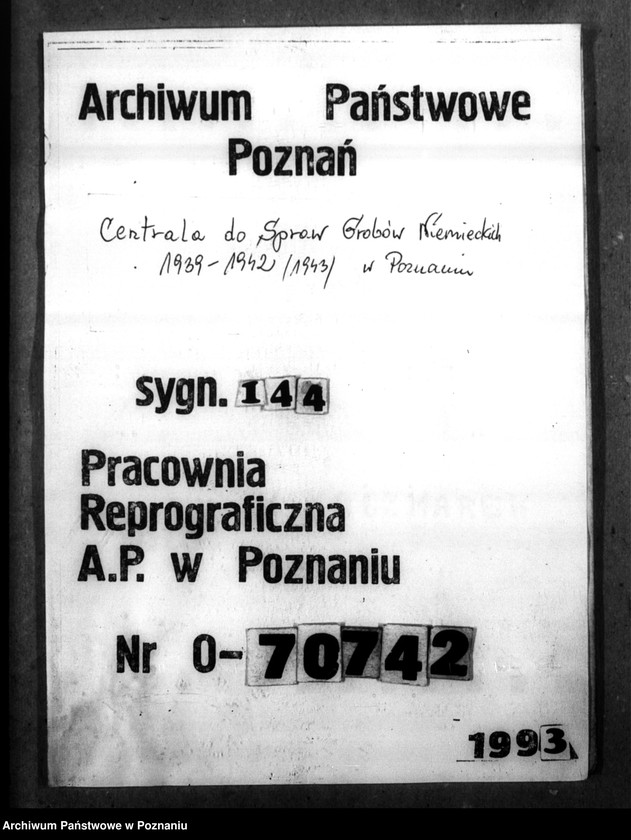 Archiwum Państwowe
Poznań
Centrala do Spraw Grobów Niemieckich
1939-1942 /1943/ w Poznaniu
sygn. 144
Pracownia
Reprograficzna
A.P. w Poznaniu
Nr 0-70742
1993
Archiwum Państwowe w Poznaniu